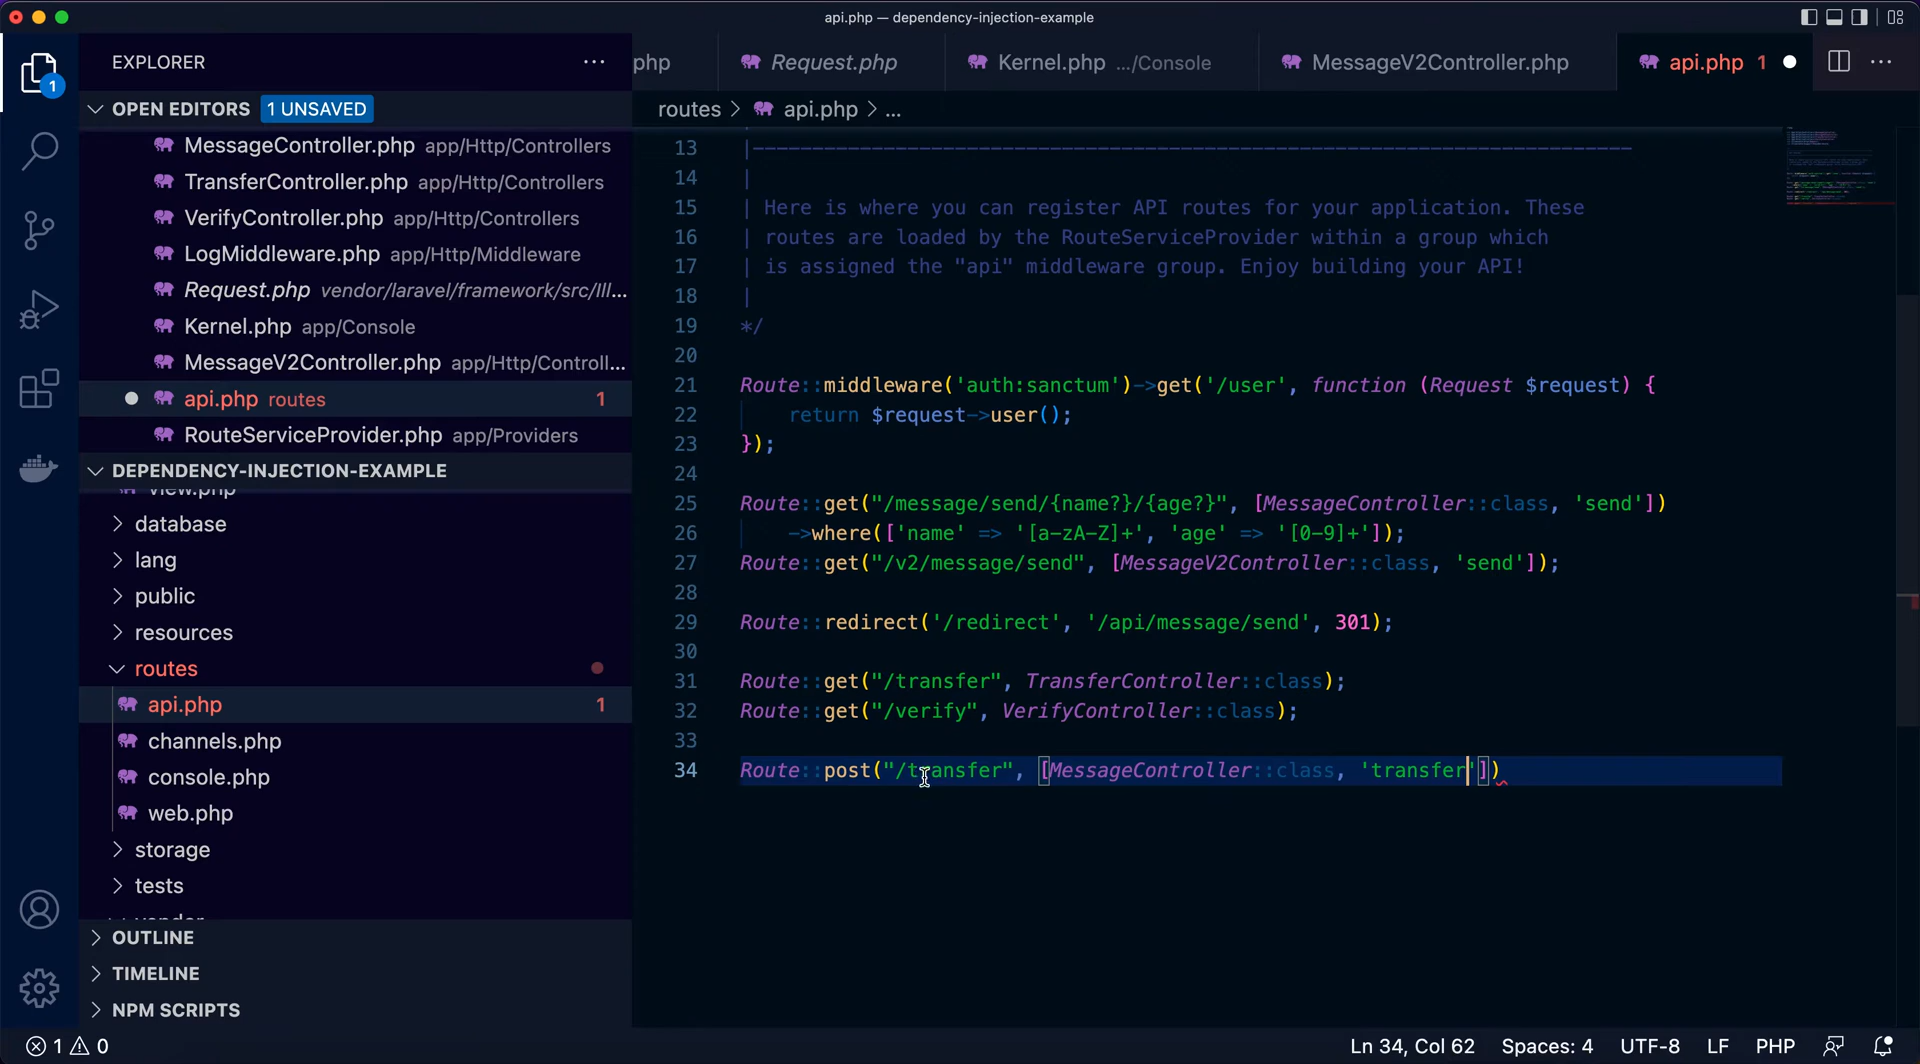 api.php — dependency-injection-example
EXPLORER
php
Request.php
Kernel.php .../Console
MessageV2Controller.php
api.php 1
OPEN EDITORS 1 UNSAVED
MessageController.php app/Http/Controllers
TransferController.php app/Http/Controllers
VerifyController.php app/Http/Controllers
LogMiddleware.php app/Http/Middleware
Request.php vendor/laravel/framework/src/Ill...
Kernel.php app/Console
MessageV2Controller.php app/Http/Controll...
api.php routes 1
RouteServiceProvider.php app/Providers
DEPENDENCY-INJECTION-EXAMPLE
view.php
database
lang
public
resources
routes
api.php 1
channels.php
console.php
web.php
storage
tests
OUTLINE
TIMELINE
NPM SCRIPTS
routes > api.php > ...
13 |--------------------------------------------------------------------------
14 |
15 | Here is where you can register API routes for your application. These
16 | routes are loaded by the RouteServiceProvider within a group which
17 | is assigned the "api" middleware group. Enjoy building your API!
18 |
19 */
20
21 Route::middleware('auth:sanctum')->get('/user', function (Request $request) {
22 return $request->user();
23 });
24
25 Route::get("/message/send/{name?}/{age?}", [MessageController::class, 'send'])
26 ->where(['name' => '[a-zA-Z]+', 'age' => '[0-9]+']);
27 Route::get("/v2/message/send", [MessageV2Controller::class, 'send']);
28
29 Route::redirect('/redirect', '/api/message/send', 301);
30
31 Route::get("/transfer", TransferController::class);
32 Route::get("/verify", VerifyController::class);
33
34 Route::post("/transfer", [MessageController::class, 'transfer'])
1 0
Ln 34, Col 62 Spaces: 4 UTF-8 LF PHP